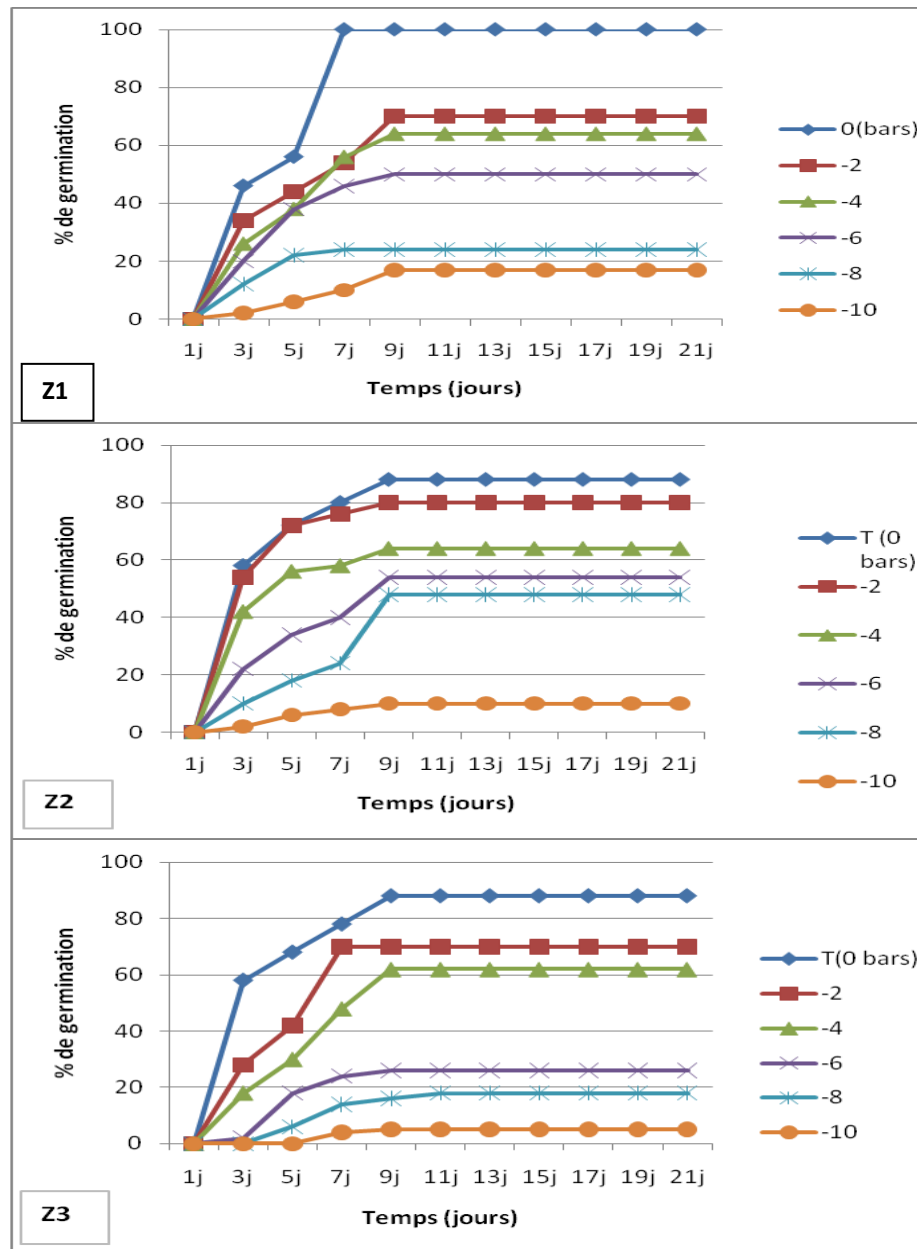 100
80
60
40
20
0
% de germination
1j 3j 5j 7j 9j 11j 13j 15j 17j 19j 21j
Temps (jours)
0(bars)
-2
-4
-6
-8
-10
Z1
100
80
60
40
20
0
% de germination
1j 3j 5j 7j 9j 11j 13j 15j 17j 19j 21j
Temps (jours)
T (0
bars)
-2
-4
-6
-8
-10
Z2
100
80
60
40
20
0
% de germination
1j 3j 5j 7j 9j 11j 13j 15j 17j 19j 21j
Temps (jours)
T(0 bars)
-2
-4
-6
-8
-10
Z3